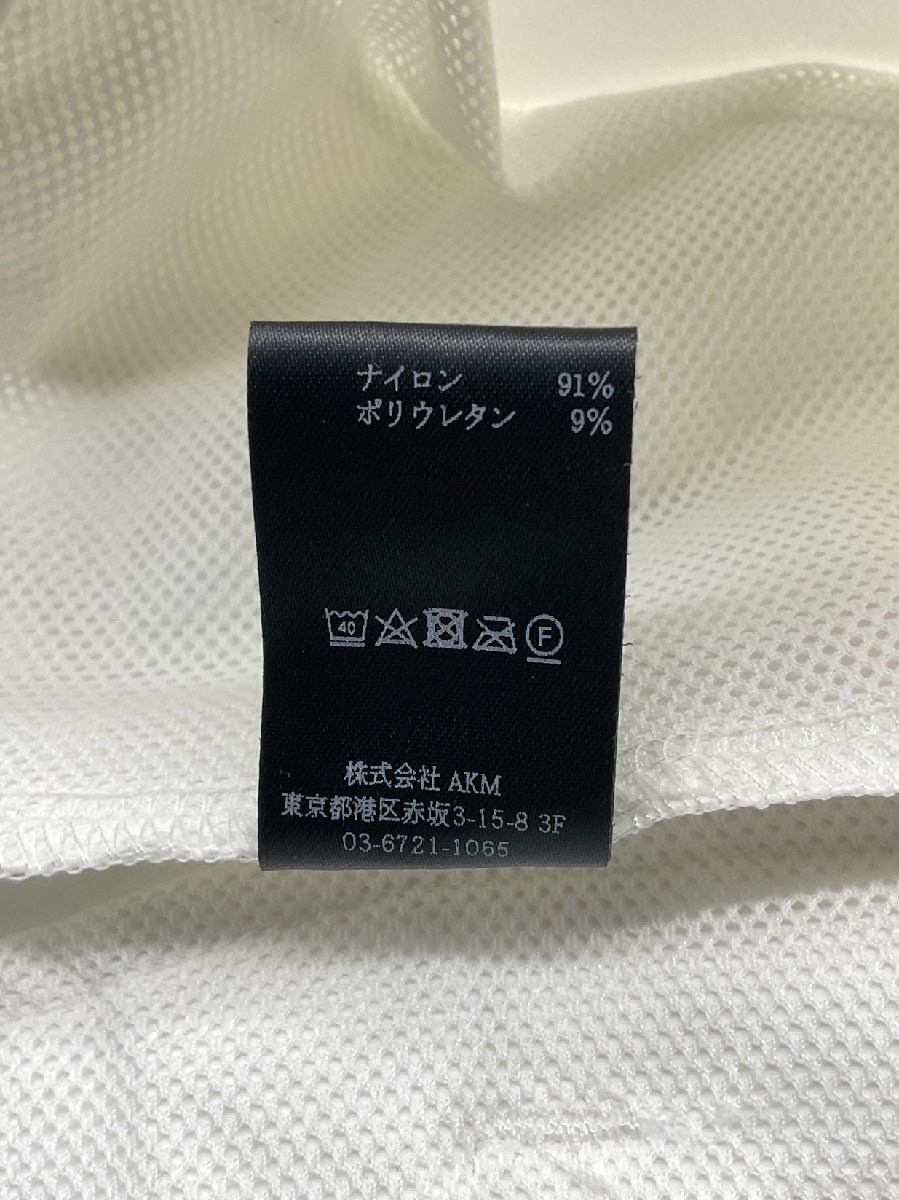 ナイロン 91%
ポリウレタン 9%
40 F
株式会社 AKM
東京都港区赤坂3-15-8 3F
03-6721-1065